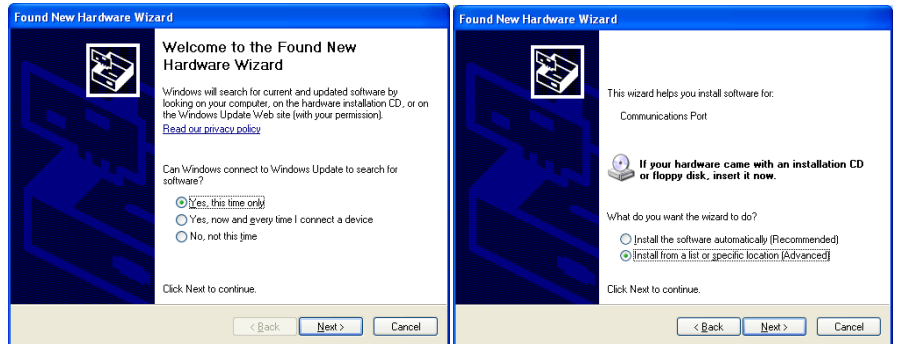 Found New Hardware Wizard
Welcome to the Found New
Hardware Wizard
Windows will search for current and updated software by
looking on your computer, on the hardware installation CD, or on
the Windows Update Web site (with your permission).
Read our privacy policy
Can Windows connect to Windows Update to search for
software?
Yes, this time only
Yes, now and every time I connect a device
No, not this time
Click Next to continue.
< Back
Next >
Cancel
Found New Hardware Wizard
This wizard helps you install software for:
Communications Port
If your hardware came with an installation CD
or floppy disk, insert it now.
What do you want the wizard to do?
Install the software automatically (Recommended)
Install from a list or specific location (Advanced)
Click Next to continue.
< Back
Next >
Cancel